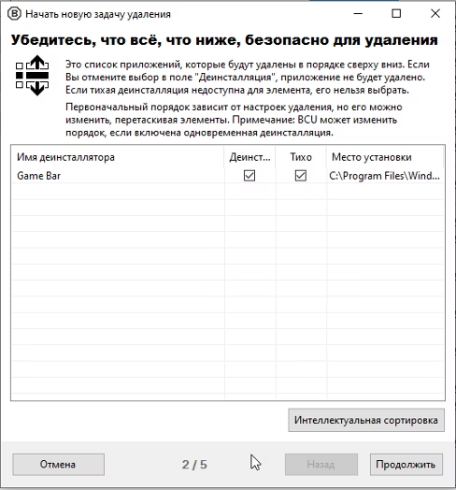 Начать новую задачу удаления
Убедитесь, что всё, что ниже, безопасно для удаления
Это список приложений, которые будут удалены в порядке сверху вниз. Если
Вы отмените выбор в поле "Деинсталляция", приложение не будет удалено.
Если тихая деинсталляция недоступна для элемента, его нельзя выбрать.
Первоначальный порядок зависит от настроек удаления, но его можно
изменить, перетаскивая элементы. Примечание: BCU может изменить
порядок, если включена одновременная деинсталляция.
Имя деинсталлятора Деинст... Тихо Место установки
Game Bar C:\Program Files\Wind...
Интеллектуальная сортировка
Отмена 2 / 5 Назад Продолжить